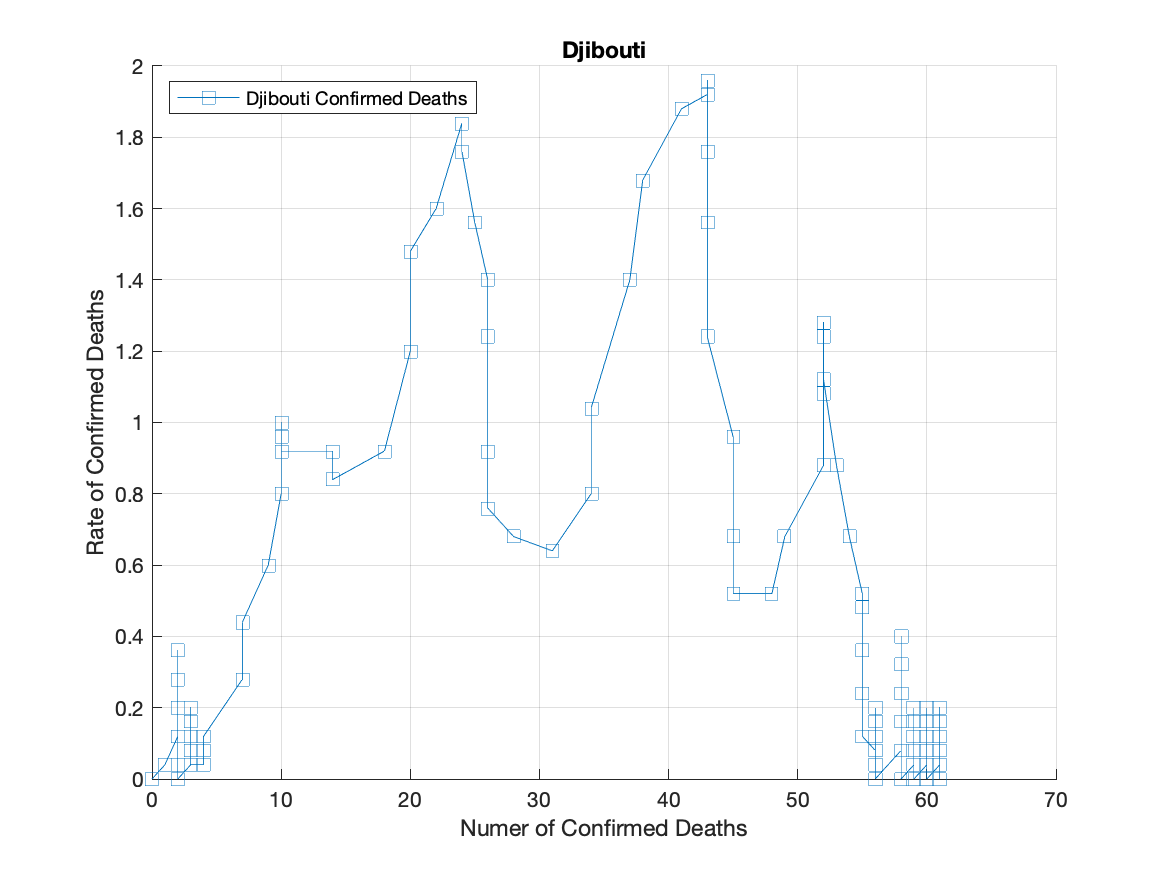 Djibouti
Djibouti Confirmed Deaths
2
1.8
1.6
1.4
1.2
1
0.8
0.6
0.4
0.2
0
Rate of Confirmed Deaths
0 10 20 30 40 50 60 70
Numer of Confirmed Deaths